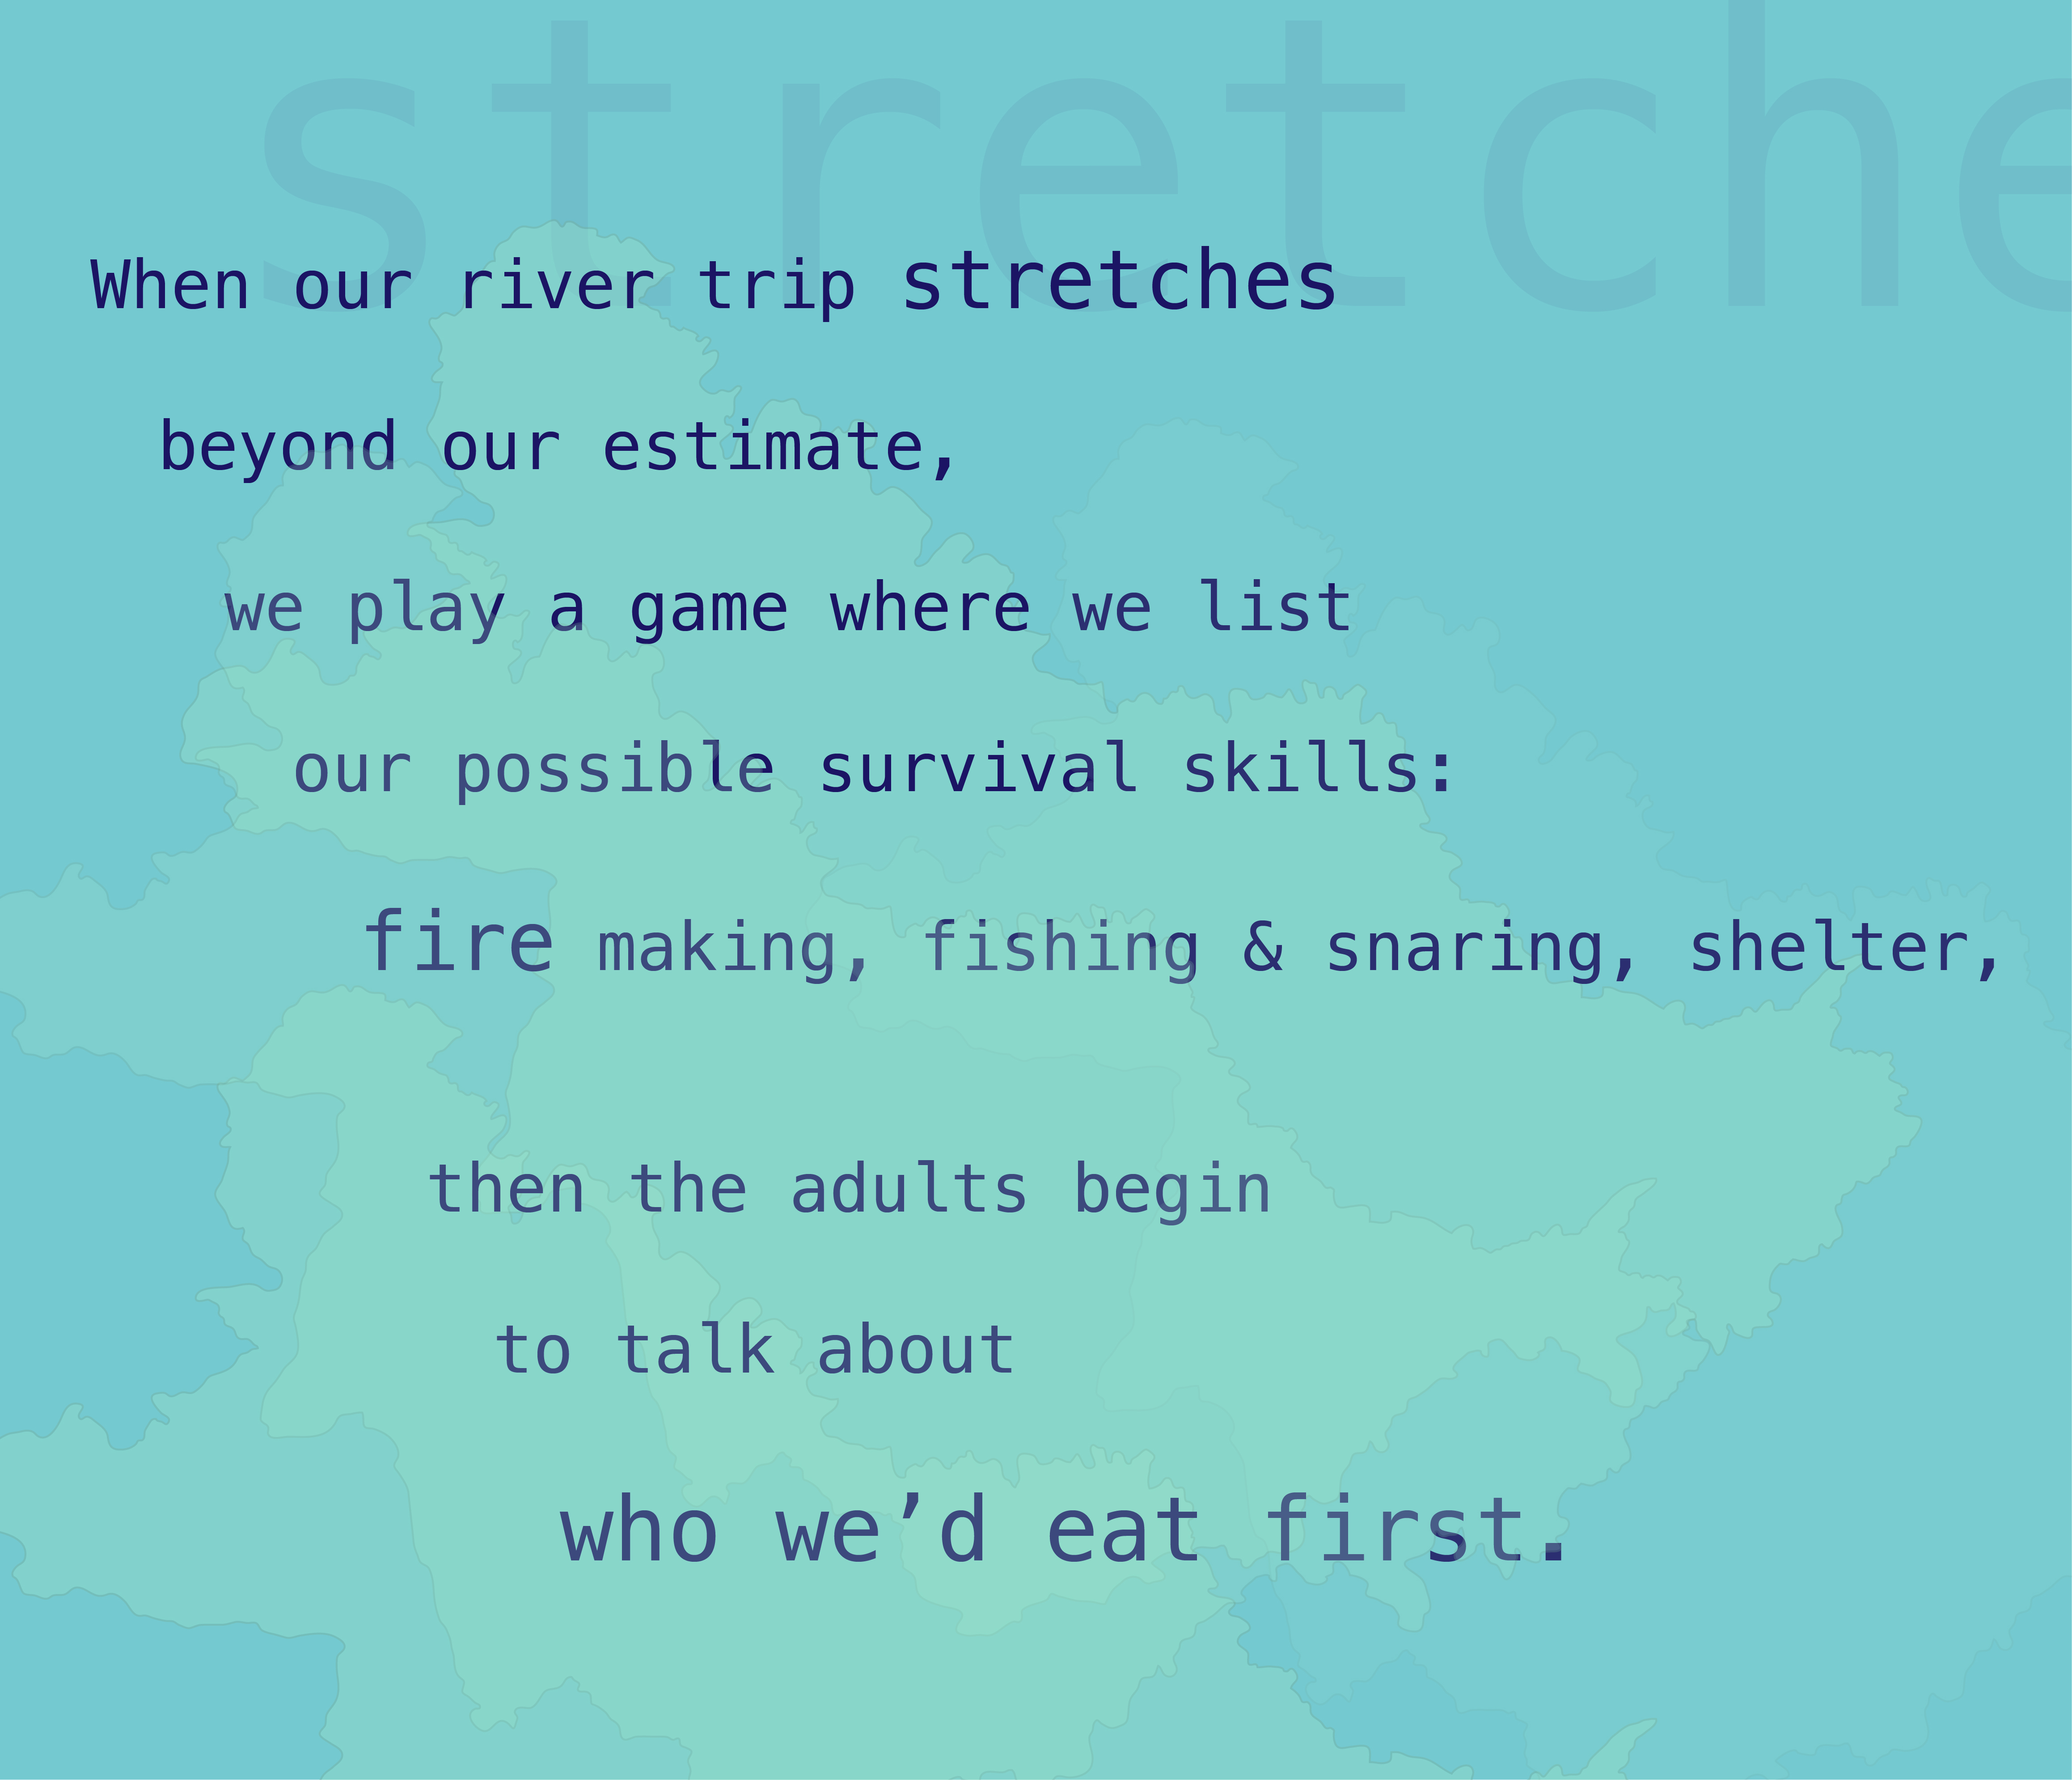 stretche
When our river trip stretches
beyond our estimate,
we play a game where we list
our possible survival skills:
fire making, fishing & snaring, shelter,
then the adults begin
to talk about
who we’d eat first.